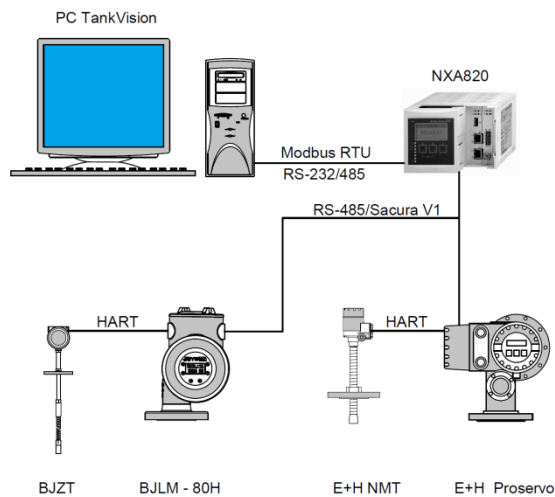 PC TankVision
NXA820
Modbus RTU
RS-232/485
RS-485/Sacura V1
HART
HART
BJZT
BJLM - 80H
E+H NMT
E+H Proservo